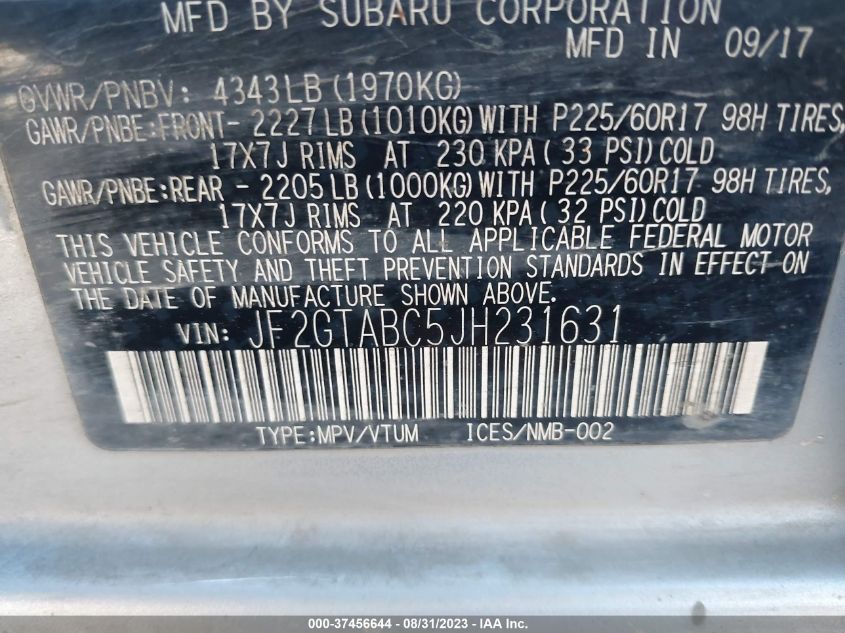 MFD BY SUBARU CORPORATION
MFD IN 09/17
GVWR/PNBV: 4343LB(1970KG)
GAWR/PNBE:FRONT- 2227LB(1010KG)WITH P225/60R17 98H TIRES,
17X7J RIMS AT 230 KPA( 33 PSI)COLD
GAWR/PNBE:REAR - 2205LB(1000KG)WITH P225/60R17 98H TIRES,
17X7J RIMS AT 220 KPA( 32 PSI)COLD
THIS VEHICLE CONFORMS TO ALL APPLICABLE FEDERAL MOTOR
VEHICLE SAFETY AND THEFT PREVENTION STANDARDS IN EFFECT ON
THE DATE OF MANUFACTURE SHOWN ABOVE.
VIN: JF2GTABC5JH231631
TYPE:MPV/VTUM ICES/NMB-002
000-37456644 - 08/31/2023 - IAA Inc.